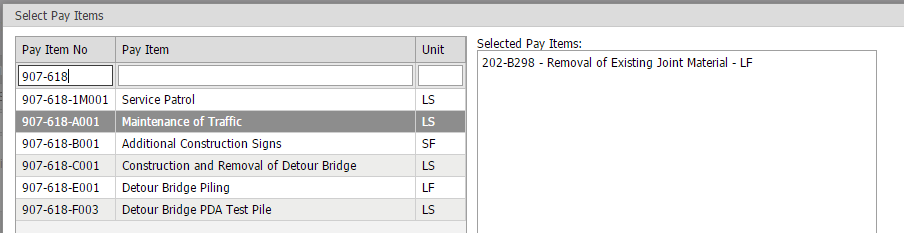 Select Pay Items
Pay Item No Pay Item Unit
907-618
907-618-1M001 Service Patrol LS
907-618-A001 Maintenance of Traffic LS
907-618-B001 Additional Construction Signs SF
907-618-C001 Construction and Removal of Detour Bridge LS
907-618-E001 Detour Bridge Piling LF
907-618-F003 Detour Bridge PDA Test Pile LS
Selected Pay Items:
202-B298 - Removal of Existing Joint Material - LF